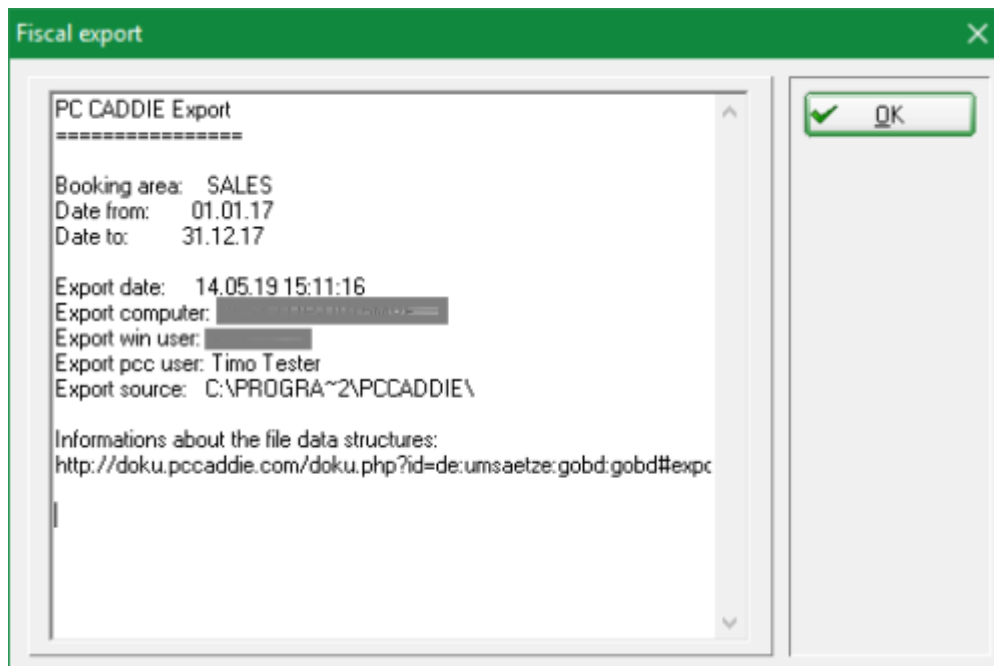 Fiscal export
PC CADDIE Export
================
Booking area: SALES
Date from: 01.01.17
Date to: 31.12.17
Export date: 14.05.19 15:11:16
Export computer:
Export win user:
Export pcc user: Timo Tester
Export source: C:\PROGRA~2\PCCADDIE\
Informations about the file data structures:
http://doku.pccaddie.com/doku.php?id=de:umsaetze:gobd:gobd#expo
OK